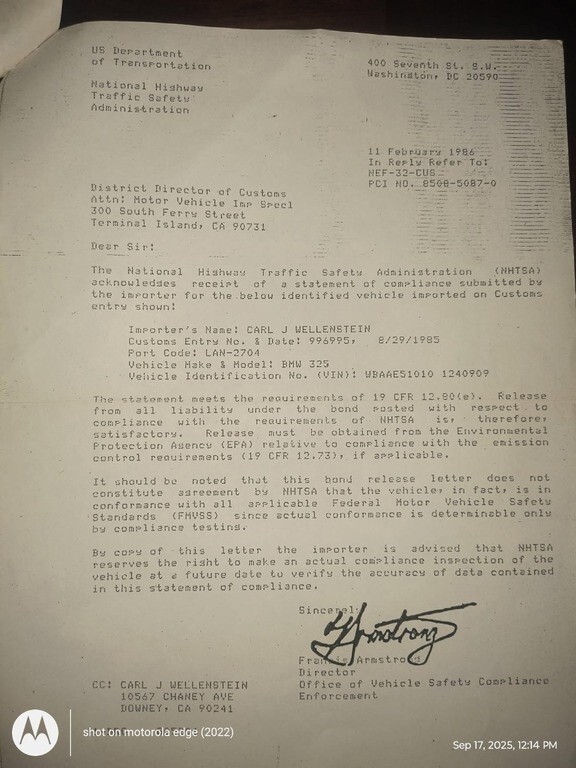 US Department
of Transportation
400 Seventh St. S.W.
Washington, DC 20590
National Highway
Traffic Safety
Administration
11 February 1986
In Reply Refer To:
NEF-32-CUS
PCI NO. 8508-5087-0
District Director of Customs
Attn: Motor Vehicle Imp Specl
300 South Ferry Street
Terminal Island, CA 90731
Dear Sir:
The National Highway Traffic Safety Administration (NHTSA)
acknowledges receipt of a statement of compliance submitted by
the importer for the below identified vehicle imported on Customs
entry shown:
Importer's Name: CARL J WELLENSTEIN
Customs Entry No. & Date: 996995, 8/29/1985
Port Code: LAN-2704
Vehicle Make & Model: BMW 325
Vehicle Identification No. (VIN): WBAAE51010 1240909
The statement meets the requirements of 19 CFR 12.80(e). Release
from all liability under the bond posted with respect to
compliance with the requirements of NHTSA is, therefore,
satisfactory. Release must be obtained from the Environmental
Protection Agency (EPA) relative to compliance with the emission
control requirements (19 CFR 12.73), if applicable.
It should be noted that this bond release letter does not
constitute agreement by NHTSA that the vehicle, in fact, is in
conformance with all applicable Federal Motor Vehicle Safety
Standards (FMVSS) since actual conformance is determinable only
by compliance testing.
By copy of this letter the importer is advised that NHTSA
reserves the right to make an actual compliance inspection of the
vehicle at a future date to verify the accuracy of data contained
in this statement of compliance.
Sincerely
Armstrong
Francis Armstrong
Director
Office of Vehicle Safety Compliance
Enforcement
CC: CARL J WELLENSTEIN
10567 CHANEY AVE
DOWNEY, CA 90241
shot on motorola edge (2022)
Sep 17, 2025, 12:14 PM